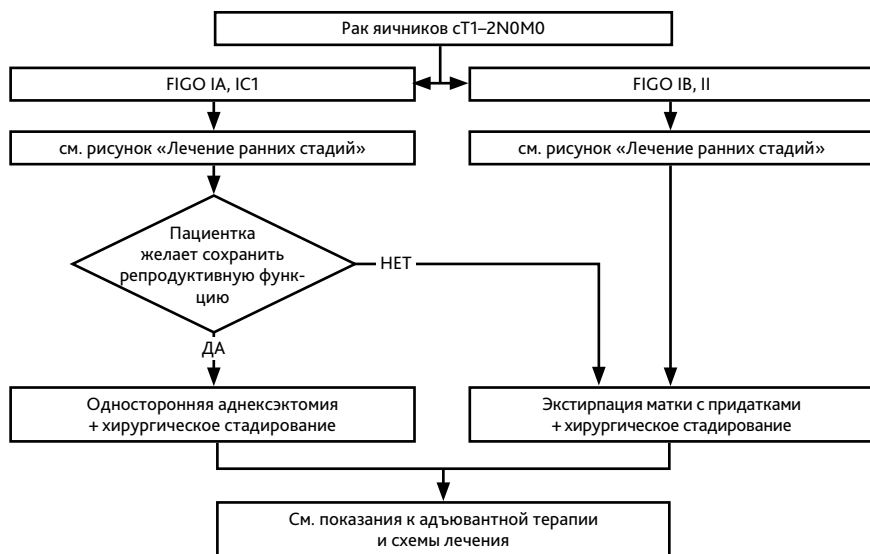 Рак яичников cT1–2N0M0
FIGO IA, IC1
FIGO IB, II
см. рисунок «Лечение ранних стадий»
см. рисунок «Лечение ранних стадий»
Пациентка
желает сохранить
репродуктивную функ-
цию
НЕТ
ДА
Односторонняя аднексэктомия
+ хирургическое стадирование
Экстирпация матки с придатками
+ хирургическое стадирование
См. показания к адъювантной терапии
и схемы лечения